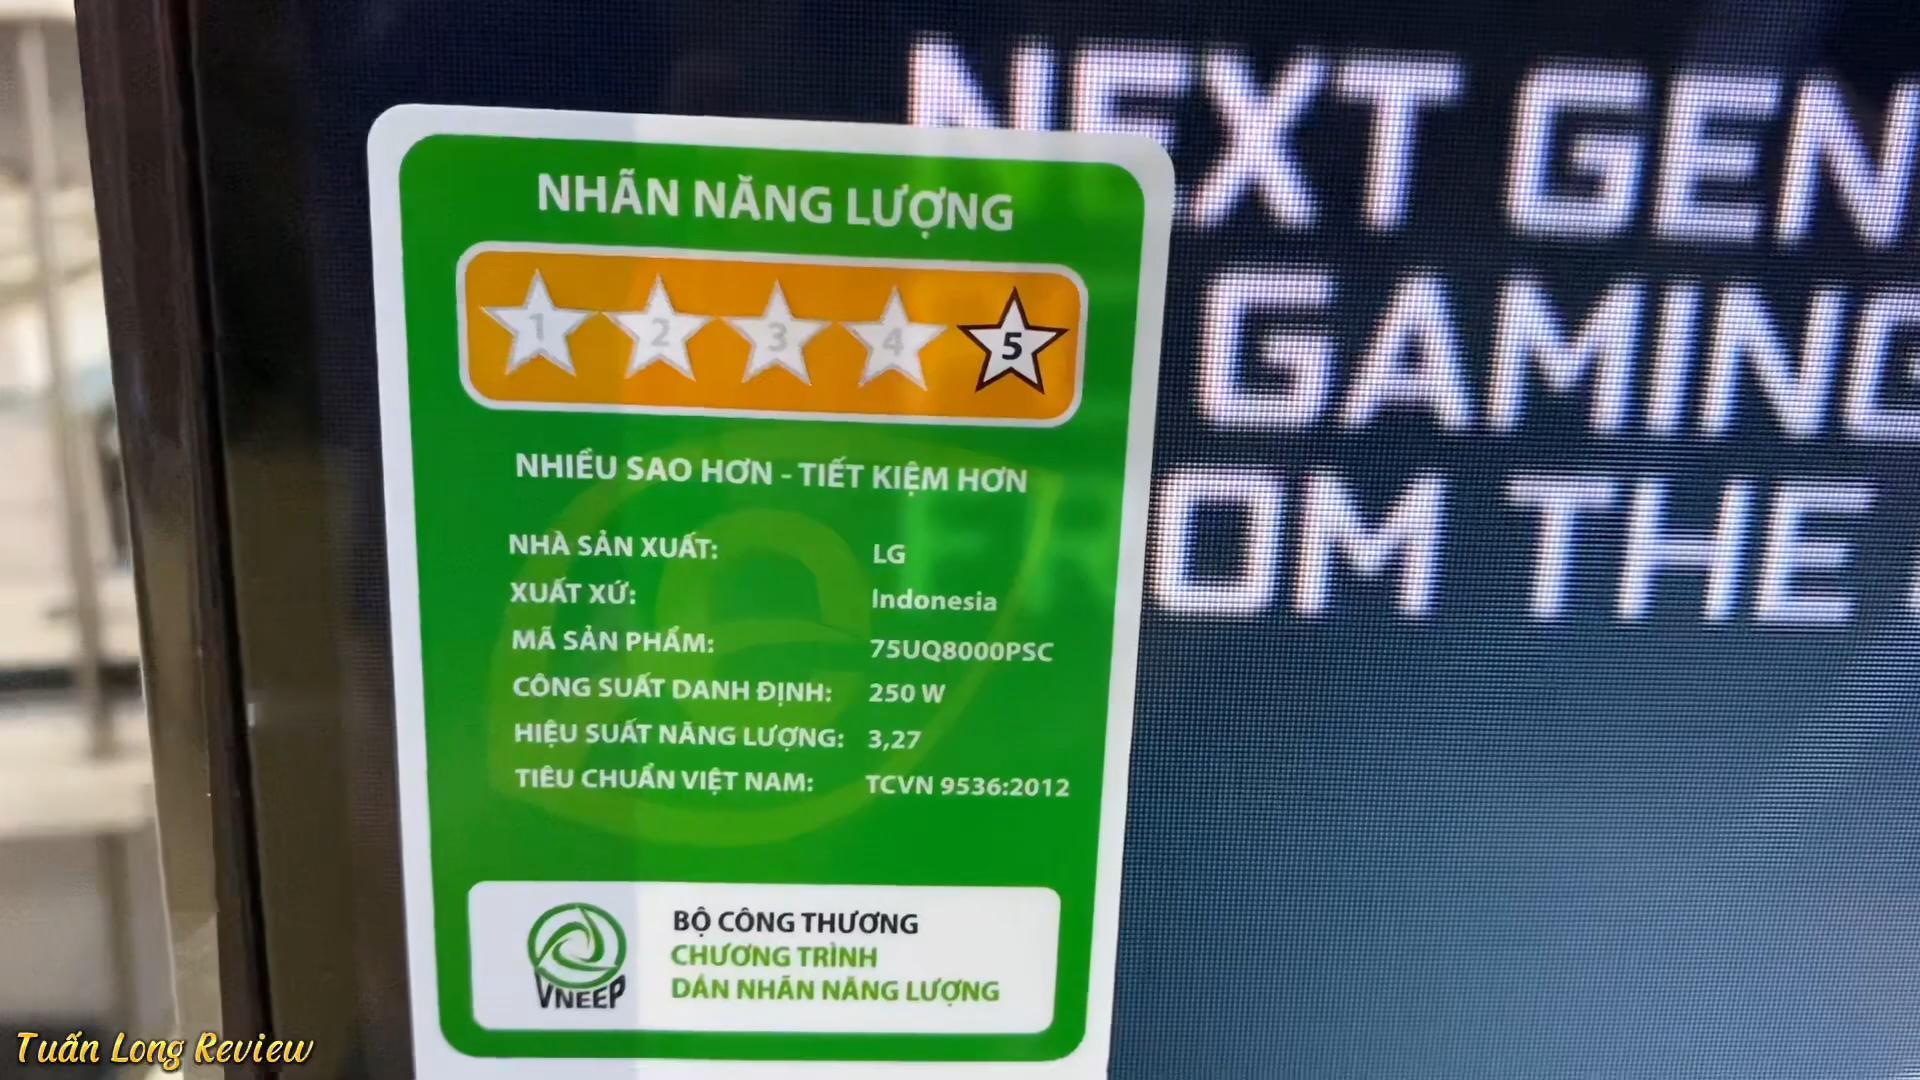 NEXT GEN
GAMING
FROM THE
NHÃN NĂNG LƯỢNG
1 2 3 4 5
NHIỀU SAO HƠN - TIẾT KIỆM HƠN
NHÀ SẢN XUẤT: LG
XUẤT XỨ: Indonesia
MÃ SẢN PHẨM: 75UQ8000PSC
CÔNG SUẤT DANH ĐỊNH: 250 W
HIỆU SUẤT NĂNG LƯỢNG: 3,27
TIÊU CHUẨN VIỆT NAM: TCVN 9536:2012
VNEEP
BỘ CÔNG THƯƠNG
CHƯƠNG TRÌNH
DÁN NHÃN NĂNG LƯỢNG
Tuấn Long Review